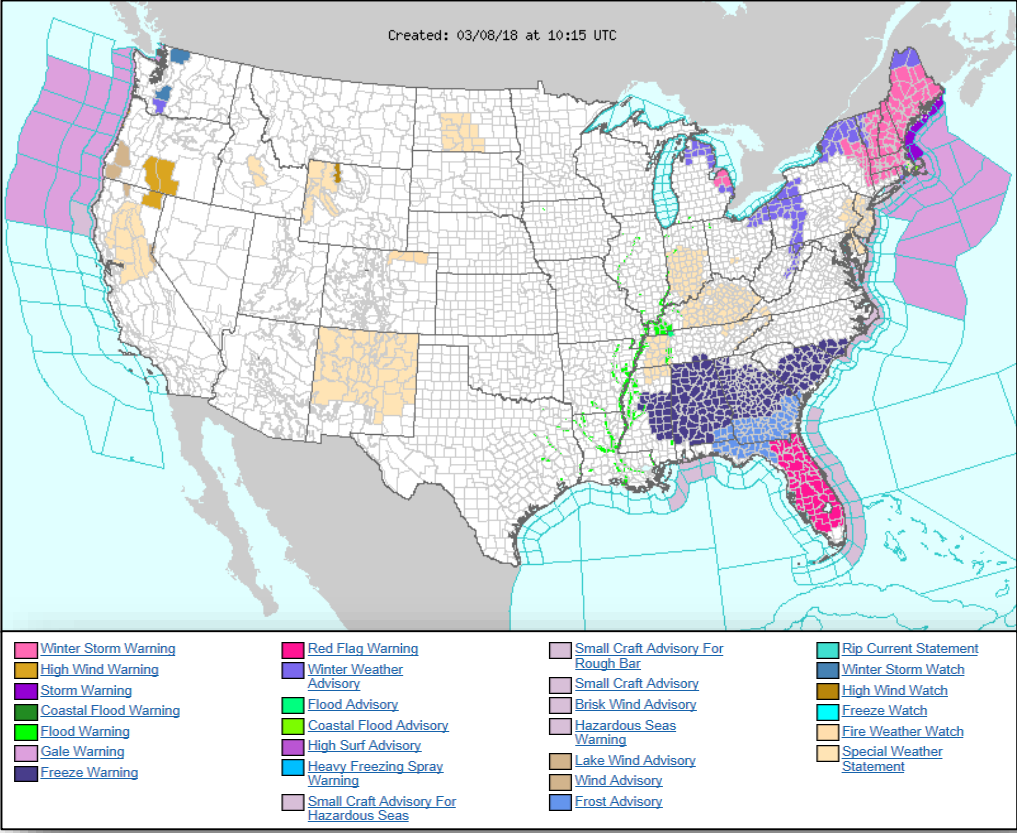 Created: 03/08/18 at 10:15 UTC
Winter Storm Warning
High Wind Warning
Storm Warning
Coastal Flood Warning
Flood Warning
Gale Warning
Freeze Warning
Red Flag Warning
Winter Weather
Advisory
Flood Advisory
Coastal Flood Advisory
High Surf Advisory
Heavy Freezing Spray
Warning
Small Craft Advisory For
Hazardous Seas
Small Craft Advisory For
Rough Bar
Small Craft Advisory
Brisk Wind Advisory
Hazardous Seas
Warning
Lake Wind Advisory
Wind Advisory
Frost Advisory
Rip Current Statement
Winter Storm Watch
High Wind Watch
Freeze Watch
Fire Weather Watch
Special Weather
Statement